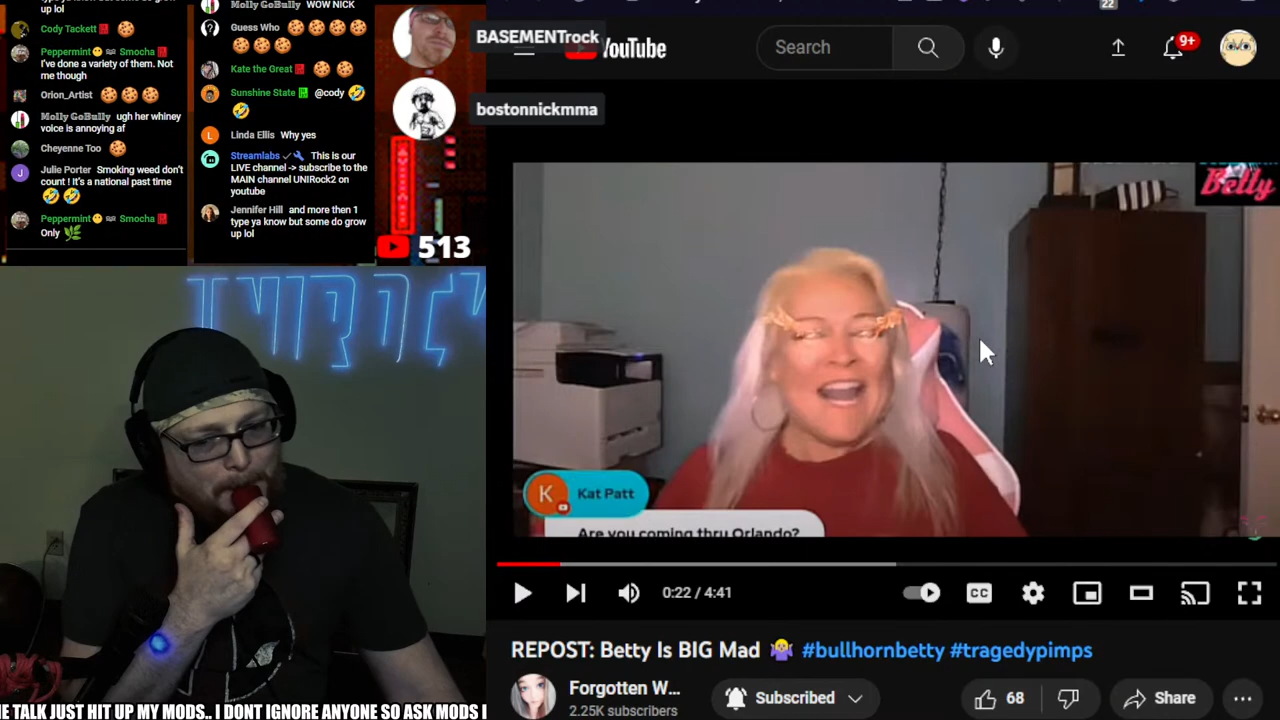 up lol
Cody Tackett
Peppermint Smocha
I've done a variety of them. Not
me though
Orion_Artist
Molly GoBully ugh her whiney
voice is annoying af
Cheyenne Too
Julie Porter Smoking weed don't
count ! It's a national past time
Peppermint Smocha
Only
Molly GoBully WOW NICK
Guess Who
Kate the Great
Sunshine State @cody
Linda Ellis Why yes
Streamlabs This is our
LIVE channel -> subscribe to the
MAIN channel UNIRock2 on
youtube
Jennifer Hill and more then 1
type ya know but some do grow
up lol
BASEMENTrock
bostonnickmma
513
YouTube
Search
22
9+
Betty
K
Kat Patt
Are you coming thru Orlando?
0:22 / 4:41
CC
REPOST: Betty Is BIG Mad 🤷‍♀️ #bullhornbetty #tragedypimps
Forgotten W...
2.25K subscribers
Subscribed
68
Share
E TALK JUST HIT UP MY MODS.. I DONT IGNORE ANYONE SO ASK MODS